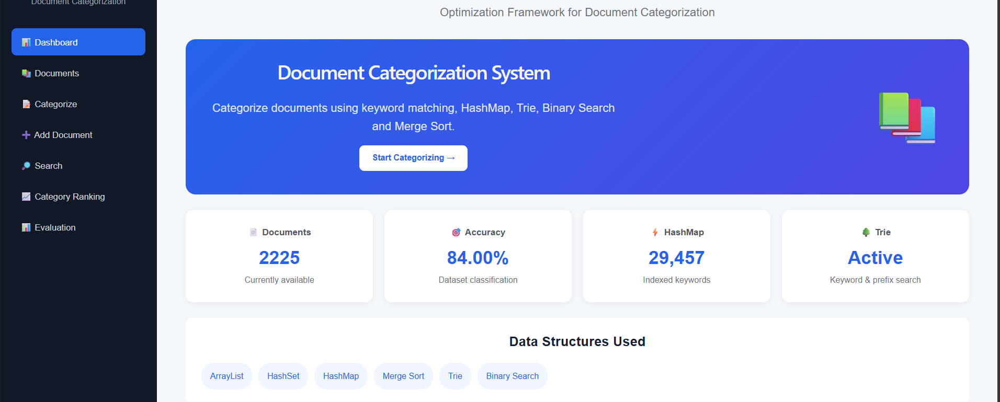 Document Categorization
Dashboard
Documents
Categorize
Add Document
Search
Category Ranking
Evaluation
Optimization Framework for Document Categorization
Document Categorization System
Categorize documents using keyword matching, HashMap, Trie, Binary Search
and Merge Sort.
Start Categorizing →
Documents
2225
Currently available
Accuracy
84.00%
Dataset classification
HashMap
29,457
Indexed keywords
Trie
Active
Keyword & prefix search
Data Structures Used
ArrayList
HashSet
HashMap
Merge Sort
Trie
Binary Search